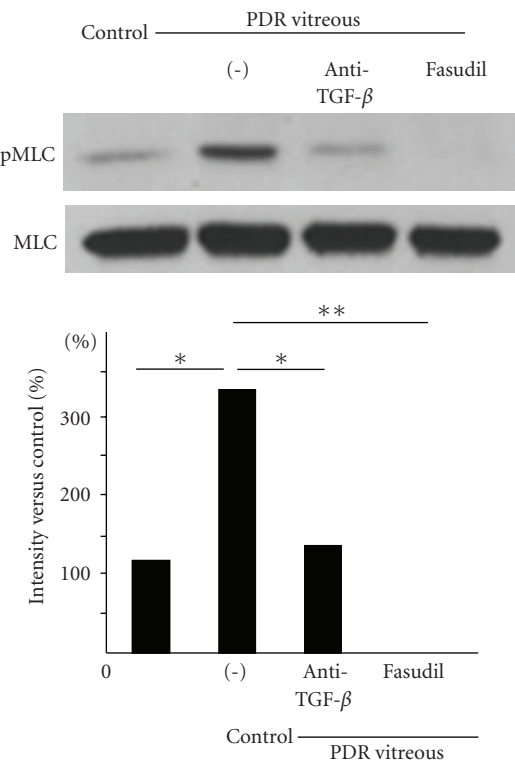 Control PDR vitreous
(-) Anti-TGF-β Fasudil
pMLC
MLC
**
(%)
* *
Intensity versus control (%)
300
200
100
0 (-) Anti-TGF-β Fasudil
Control PDR vitreous